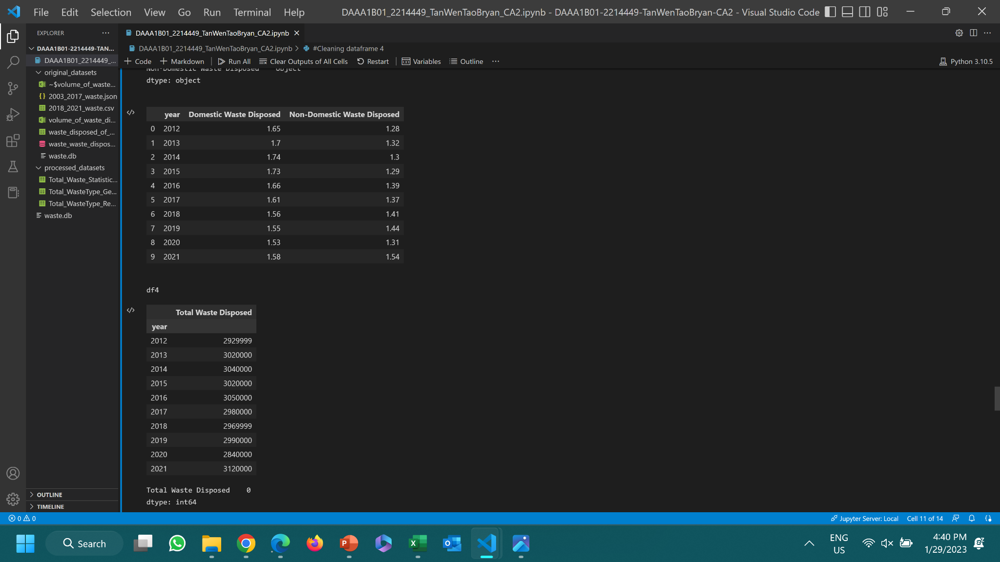 File Edit Selection View Go Run Terminal Help DAAA1B01_2214449_TanWenTaoBryan_CA2.ipynb - DAAA1B01-2214449-TanWenTaoBryan-CA2 - Visual Studio Code
EXPLORER
DAAA1B01_2214449_TanWenTaoBryan_CA2.ipynb
DAAA1B01-2214449-TAN...
DAAA1B01_2214449_TanWenTaoBryan_CA2.ipynb > #Cleaning dataframe 4
DAAA1B01_2214449_...
Code Markdown Run All Clear Outputs of All Cells Restart Variables Outline ... Python 3.10.5
original_datasets
~$volume_of_waste...
2003_2017_waste.json
2018_2021_waste.csv
volume_of_waste_di...
waste_disposed_of_...
waste_waste_dispos...
waste.db
processed_datasets
Total_Waste_Statistic...
Total_WasteType_Ge...
Total_WasteType_Re...
waste.db
OUTLINE
TIMELINE
Non-Domestic Waste Disposed object
dtype: object
year Domestic Waste Disposed Non-Domestic Waste Disposed
0 2012 1.65 1.28
1 2013 1.7 1.32
2 2014 1.74 1.3
3 2015 1.73 1.29
4 2016 1.66 1.39
5 2017 1.61 1.37
6 2018 1.56 1.41
7 2019 1.55 1.44
8 2020 1.53 1.31
9 2021 1.58 1.54
df4
Total Waste Disposed
year
2012 2929999
2013 3020000
2014 3040000
2015 3020000
2016 3050000
2017 2980000
2018 2969999
2019 2990000
2020 2840000
2021 3120000
Total Waste Disposed 0
dtype: int64
0 0 Jupyter Server: Local Cell 11 of 14
Search
ENG
US
4:40 PM
1/29/2023